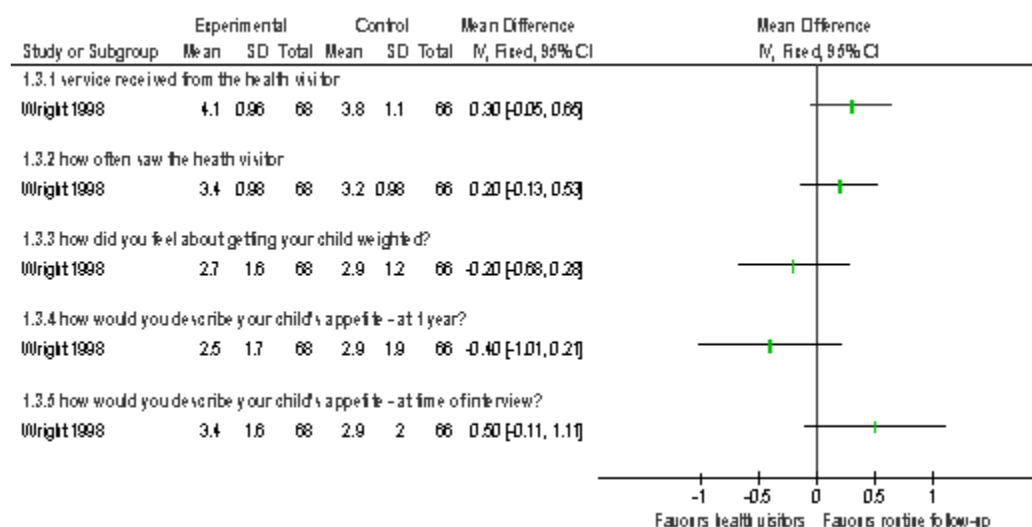 Experimental Control Mean Difference Mean Difference
Study or Subgroup Mean SD Total Mean SD Total IV, Fixed, 95% CI IV, Fixed, 95% CI
1.3.1 service received from the health visitor
Wright 1998 4.1 0.96 68 3.8 1.1 66 0.30 [-0.05, 0.65]
1.3.2 how often saw the heath visitor
Wright 1998 3.4 0.98 68 3.2 0.98 66 0.20 [-0.13, 0.53]
1.3.3 how did you feel about getting your child weighted?
Wright 1998 2.7 1.6 68 2.9 1.2 66 -0.20 [-0.68, 0.28]
1.3.4 how would you describe your child's appetite - at 1 year?
Wright 1998 2.5 1.7 68 2.9 1.9 66 -0.40 [-1.01, 0.21]
1.3.5 how would you describe your child's appetite - at time of interview?
Wright 1998 3.4 1.6 68 2.9 2 66 0.50 [-0.11, 1.11]
-1 -0.5 0 0.5 1
Favours health visitors Favours rontine follow-up